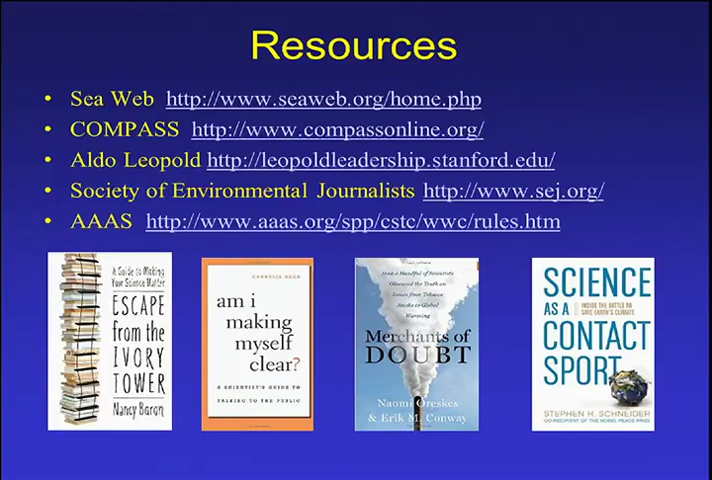 Resources
• Sea Web http://www.seaweb.org/home.php
• COMPASS http://www.compassonline.org/
• Aldo Leopold http://leopoldleadership.stanford.edu/
• Society of Environmental Journalists http://www.sej.org/
• AAAS http://www.aaas.org/spp/cstc/wwc/rules.htm
A Guide to Making
Your Science Matter
ESCAPE
from the
IVORY
TOWER
Nancy Baron
CORNELIA DEAN
am i
making
myself
clear?
A SCIENTIST'S GUIDE TO
TALKING TO THE PUBLIC
How a Handful of Scientists
Obscured the Truth on
Issues from Tobacco
Smoke to Global
Warming
Merchants of
DOUBT
Naomi Oreskes
& Erik M. Conway
SCIENCE
AS A
INSIDE THE BATTLE TO
SAVE EARTH'S CLIMATE
CONTACT
SPORT
STEPHEN H. SCHNEIDER
CO-RECIPIENT OF THE NOBEL PEACE PRIZE